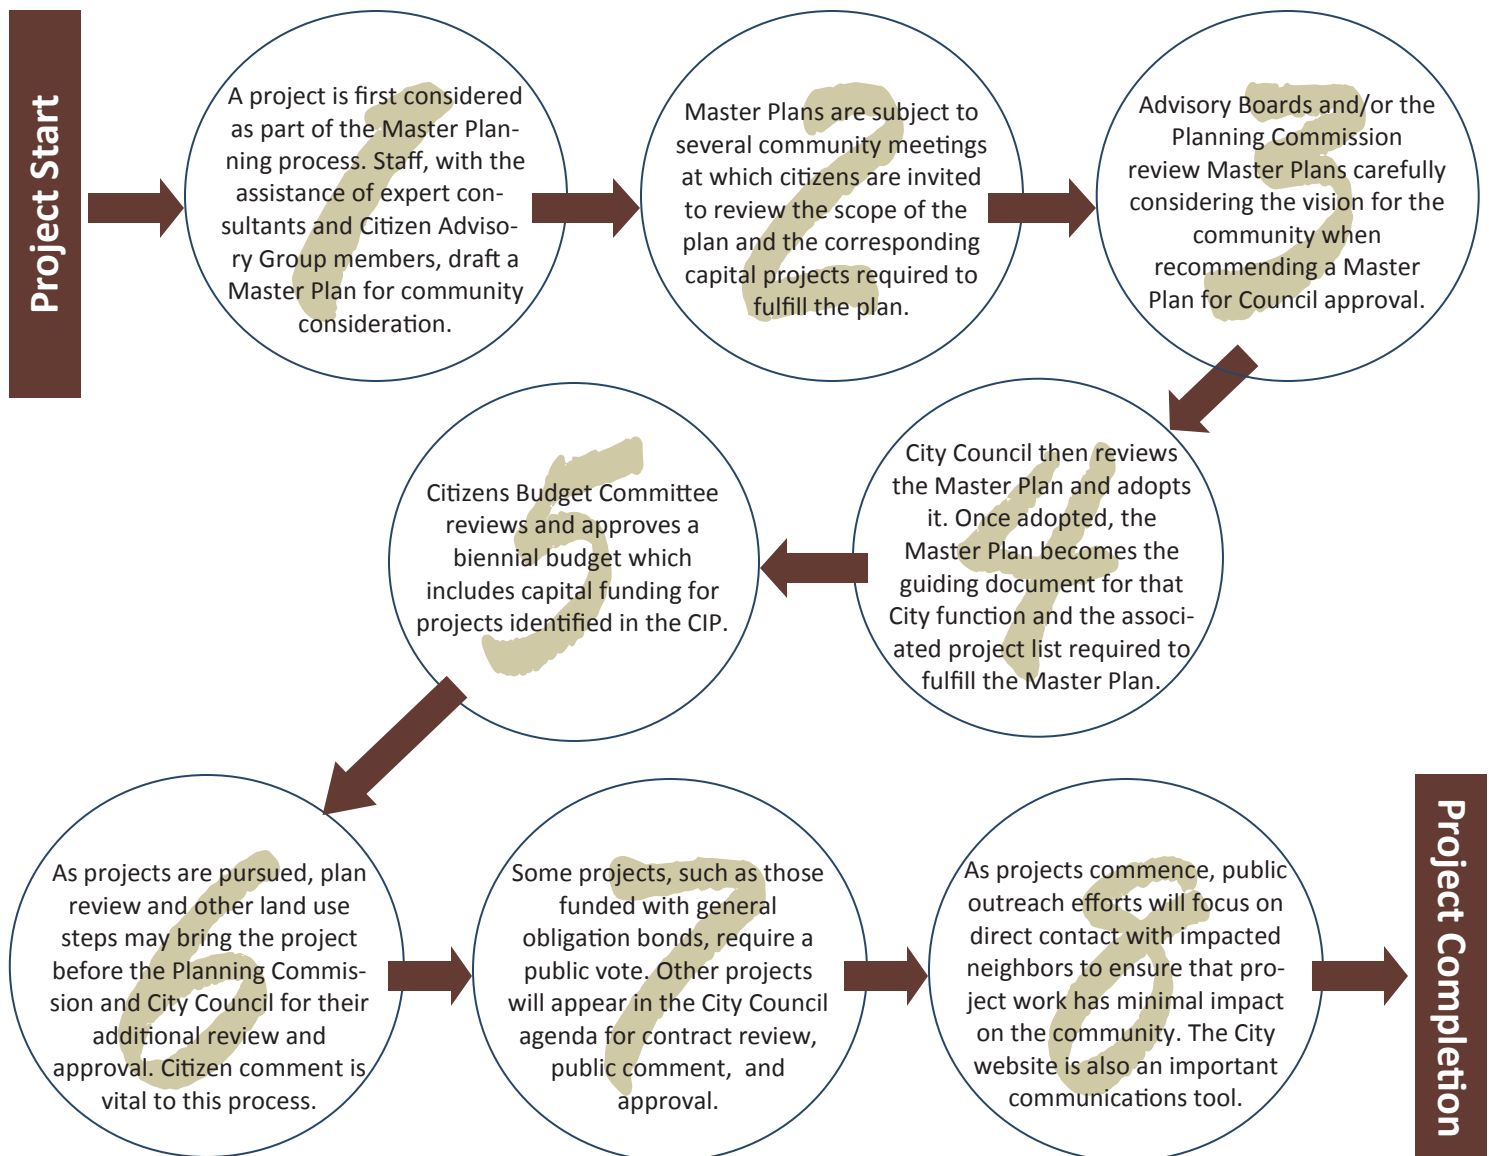 Project Start
1
A project is first considered
as part of the Master Plan-
ning process. Staff, with the
assistance of expert con-
sultants and Citizen Adviso-
ry Group members, draft a
Master Plan for community
consideration.
2
Master Plans are subject to
several community meetings
at which citizens are invited
to review the scope of the
plan and the corresponding
capital projects required to
fulfill the plan.
3
Advisory Boards and/or the
Planning Commission
review Master Plans carefully
considering the vision for the
community when
recommending a Master
Plan for Council approval.
4
City Council then reviews
the Master Plan and adopts
it. Once adopted, the
Master Plan becomes the
guiding document for that
City function and the associ-
ated project list required to
fulfill the Master Plan.
5
Citizens Budget Committee
reviews and approves a
biennial budget which
includes capital funding for
projects identified in the CIP.
6
As projects are pursued, plan
review and other land use
steps may bring the project
before the Planning Commis-
sion and City Council for their
additional review and
approval. Citizen comment is
vital to this process.
7
Some projects, such as those
funded with general
obligation bonds, require a
public vote. Other projects
will appear in the City Council
agenda for contract review,
public comment,  and
approval.
8
As projects commence, public
outreach efforts will focus on
direct contact with impacted
neighbors to ensure that pro-
ject work has minimal impact
on the community. The City
website is also an important
communications tool.
Project Completion